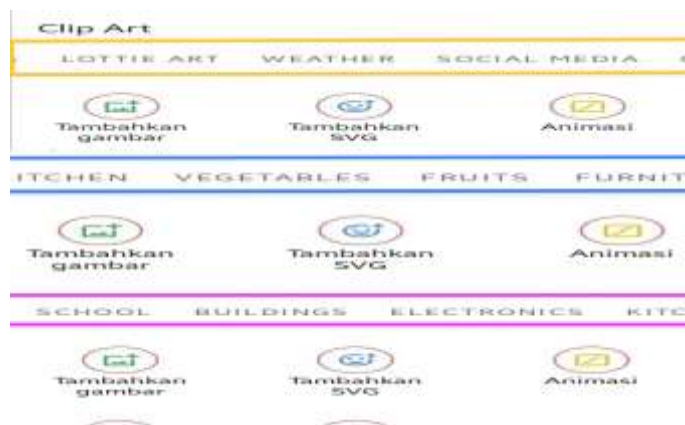 Clip Art
LOTTIE ART WEATHER SOCIAL MEDIA
Tambahkan gambar Tambahkan SVG Animasi
ITCHEN VEGETABLES FRUITS FURNIT
Tambahkan gambar Tambahkan SVG Animasi
SCHOOL BUILDINGS ELECTRONICS KITC
Tambahkan gambar Tambahkan SVG Animasi